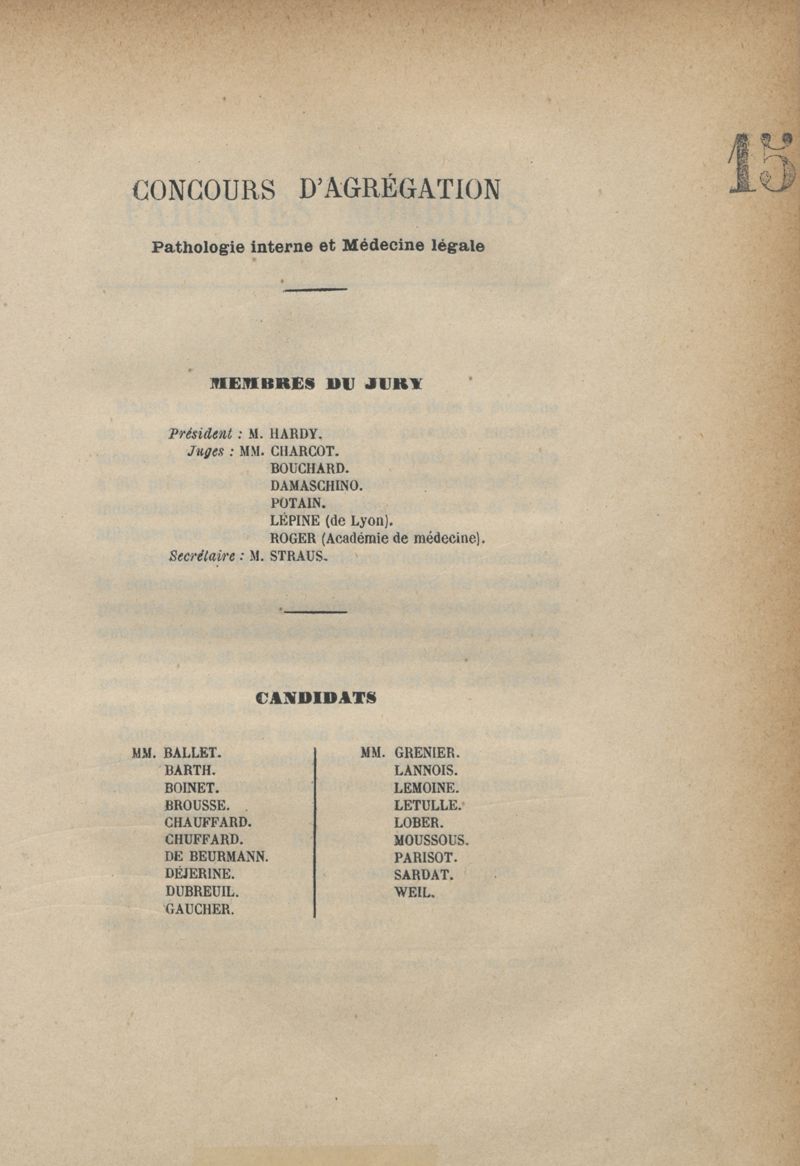 15
CONCOURS D'AGRÉGATION
Pathologie interne et Médecine légale
MEMBRES DU JURY
Président : M. HARDY.
Juges : MM. CHARCOT.
BOUCHARD.
DAMASCHINO.
POTAIN.
LÉPINE (de Lyon).
ROGER (Académie de médecine).
Secrétaire : M. STRAUS.
CANDIDATS
MM. BALLET.
BARTH.
BOINET.
BROUSSE.
CHAUFFARD.
CHUFFARD.
DE BEURMANN.
DÉJERINE.
DUBREUIL.
GAUCHER.
MM. GRENIER.
LANNOIS.
LEMOINE.
LETULLE.
LOBER.
MOUSSOUS.
PARISOT.
SARDAT.
WEIL.